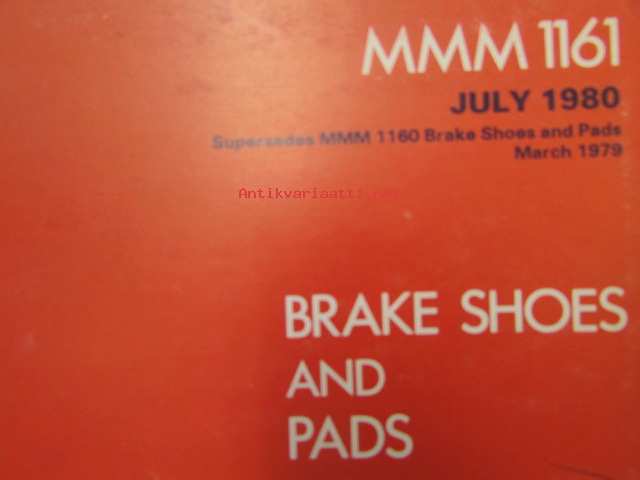 MMM 1161
JULY 1980
Supersedes MMM 1160 Brake Shoes and Pads
March 1979
Antikvariaatti.net
BRAKE SHOES
AND
PADS